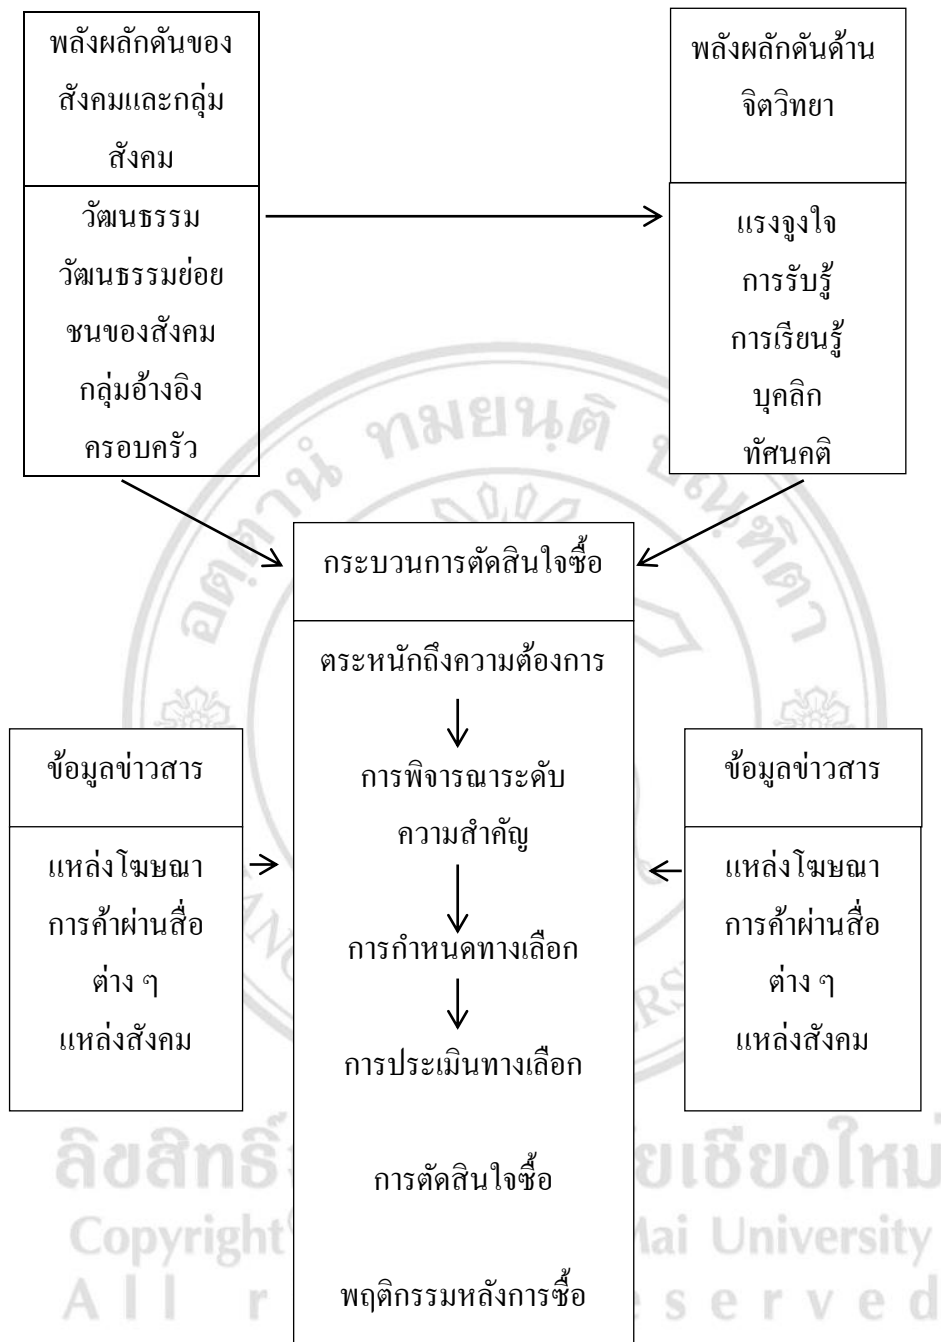 พลังผลักดันของ
สังคมและกลุ่ม
สังคม
วัฒนธรรม
วัฒนธรรมย่อย
ชนของสังคม
กลุ่มอ้างอิง
ครอบครัว
พลังผลักดันด้าน
จิตวิทยา
แรงจูงใจ
การรับรู้
การเรียนรู้
บุคลิก
ทัศนคติ
กระบวนการตัดสินใจซื้อ
ตระหนักถึงความต้องการ
การพิจารณาระดับ
ความสำคัญ
การกำหนดทางเลือก
การประเมินทางเลือก
การตัดสินใจซื้อ
พฤติกรรมหลังการซื้อ
ข้อมูลข่าวสาร
แหล่งโฆษณา
การค้าผ่านสื่อ
ต่าง ๆ
แหล่งสังคม
ข้อมูลข่าวสาร
แหล่งโฆษณา
การค้าผ่านสื่อ
ต่าง ๆ
แหล่งสังคม
อตฺตานํ ทมยนฺติ ปณฺฑิตา
ลิขสิทธิ์ ยเชียงใหม่
Copyright Mai University
All r served